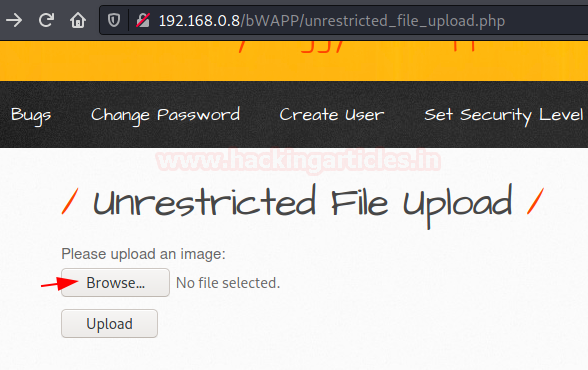 192.168.0.8/bWAPP/unrestricted_file_upload.php
Bugs Change Password Create User Set Security Level
www.hackingarticles.in
/ Unrestricted File Upload /
Please upload an image:
Browse... No file selected.
Upload